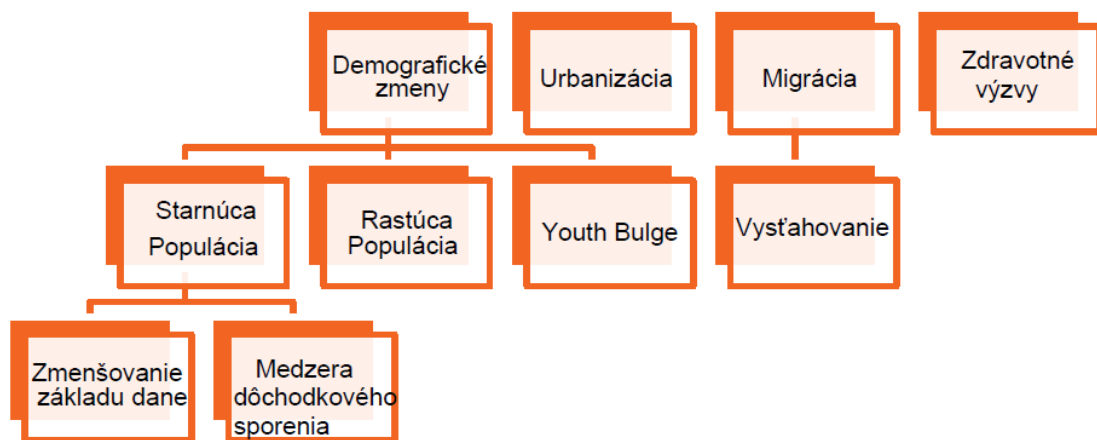 Demografické
zmeny
Urbanizácia
Migrácia
Zdravotné
výzvy
Starnúca
Populácia
Rastúca
Populácia
Youth Bulge
Vysťahovanie
Zmenšovanie
základu dane
Medzera
dôchodkového
sporenia